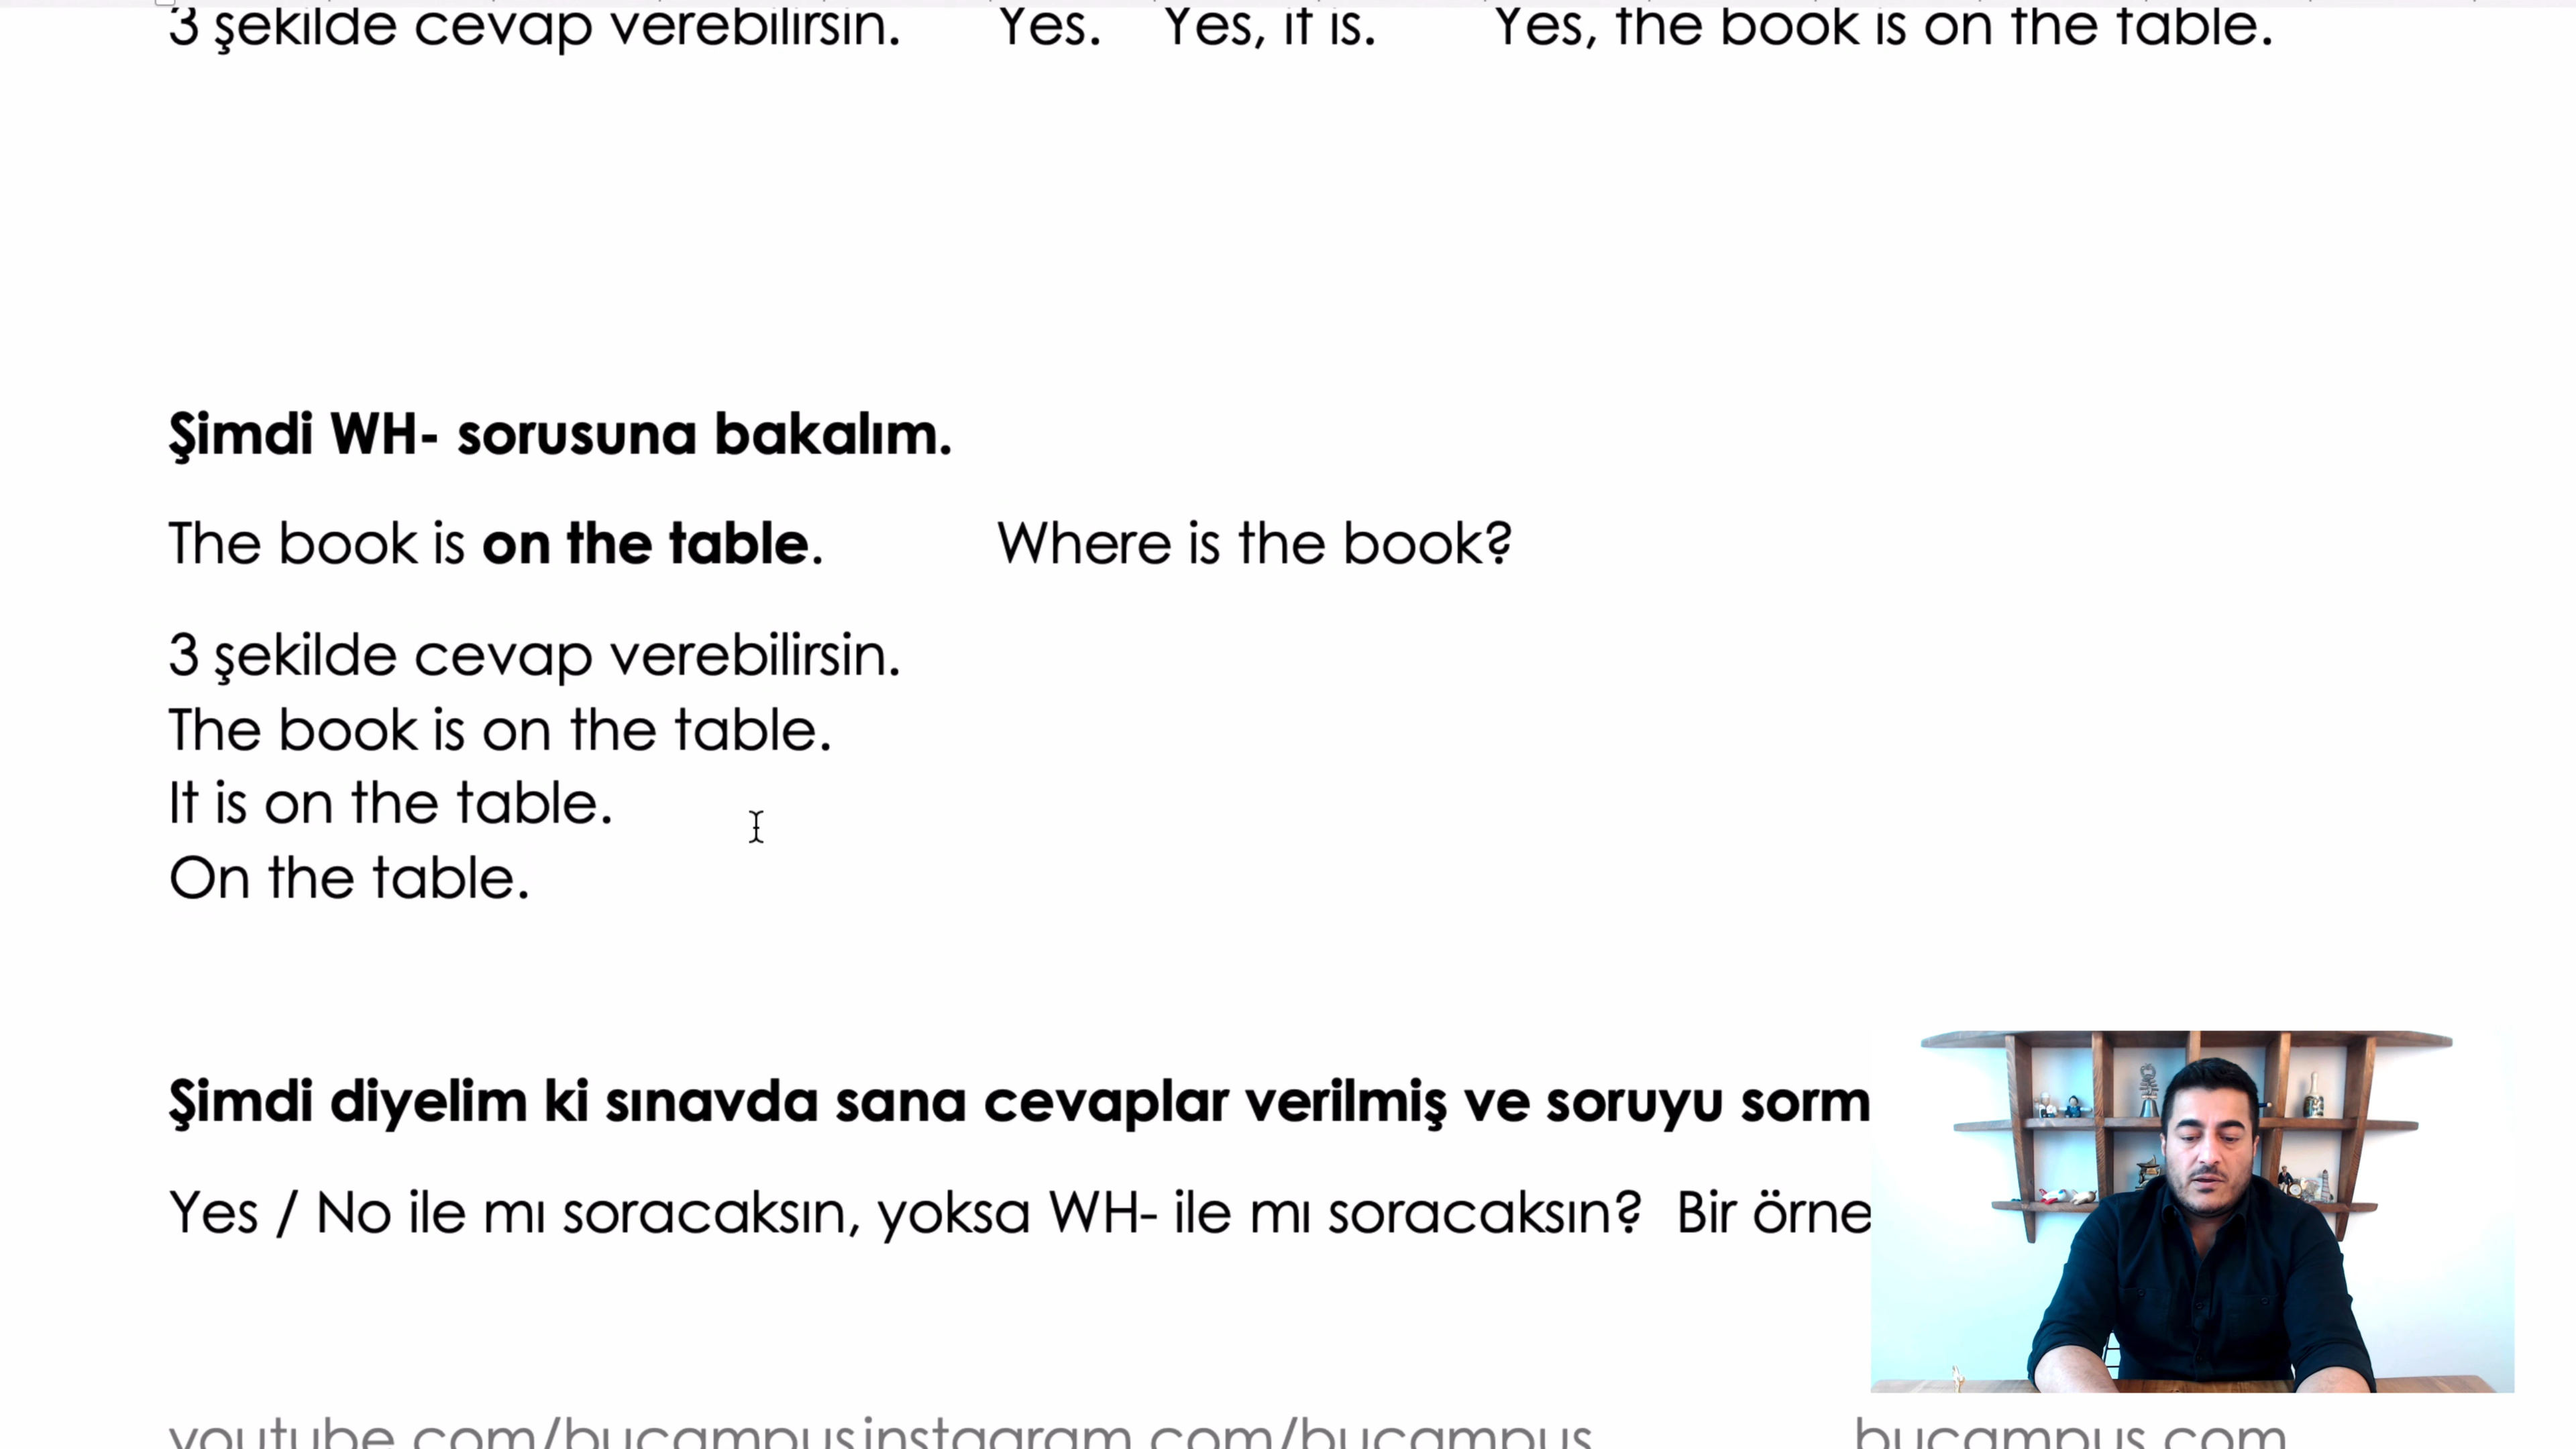 3 şekilde cevap verebilirsin. Yes. Yes, it is. Yes, the book is on the table.
Şimdi WH- sorusuna bakalım.
The book is on the table. Where is the book?
3 şekilde cevap verebilirsin.
The book is on the table.
It is on the table.
On the table.
Şimdi diyelim ki sınavda sana cevaplar verilmiş ve soruyu sorm
Yes / No ile mı soracaksın, yoksa WH- ile mı soracaksın? Bir örne
youtube.com/bucampus instagram.com/bucampus bucampus.com